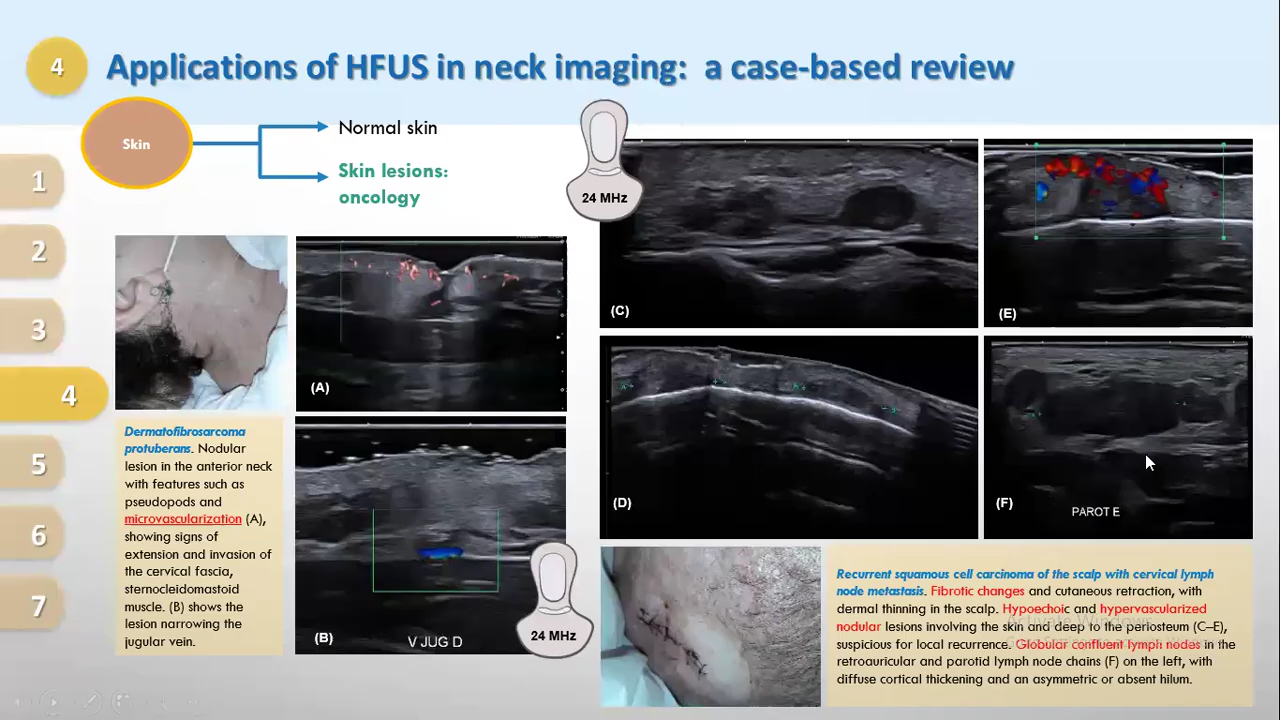 4
Applications of HFUS in neck imaging: a case-based review
Skin
Normal skin
Skin lesions:
oncology
1
2
3
4
5
6
7
24 MHz
(A)
(B)
V JUG D
24 MHz
Dermatofibrosarcoma
protuberans. Nodular
lesion in the anterior neck
with features such as
pseudopods and
microvascularization (A),
showing signs of
extension and invasion of
the cervical fascia,
sternocleidomastoid
muscle. (B) shows the
lesion narrowing the
jugular vein.
(C)
(E)
(D)
(F)
PAROT E
Recurrent squamous cell carcinoma of the scalp with cervical lymph
node metastasis. Fibrotic changes and cutaneous retraction, with
dermal thinning in the scalp. Hypoechoic and hypervascularized
nodular lesions involving the skin and deep to the periosteum (C–E),
suspicious for local recurrence. Globular confluent lymph nodes in the
retroauricular and parotid lymph node chains (F) on the left, with
diffuse cortical thickening and an asymmetric or absent hilum.
Activate Windows